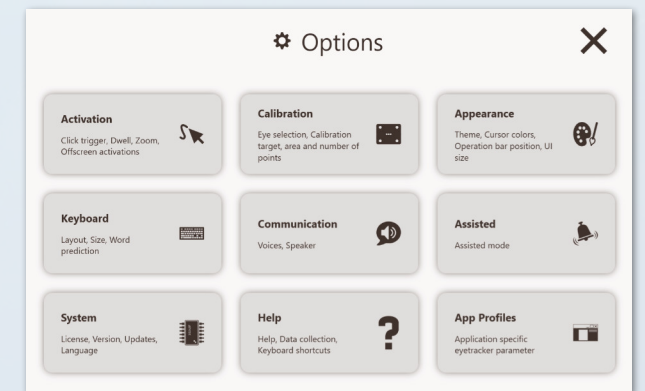 Options
Activation
Click trigger, Dwell, Zoom,
Offscreen activations
Calibration
Eye selection, Calibration
target, area and number of
points
Appearance
Theme, Cursor colors,
Operation bar position, UI
size
Keyboard
Layout, Size, Word
prediction
Communication
Voices, Speaker
Assisted
Assisted mode
System
License, Version, Updates,
Language
Help
Help, Data collection,
Keyboard shortcuts
?
App Profiles
Application specific
eyetracker parameter